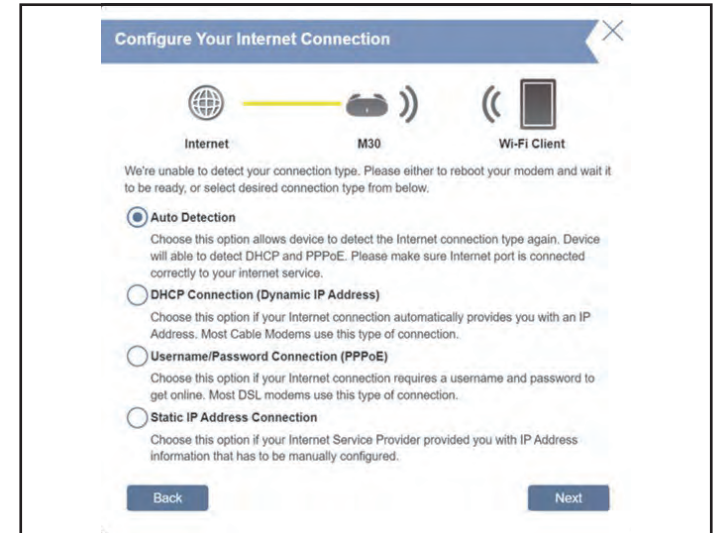 Configure Your Internet Connection
Internet
M30
Wi-Fi Client
We're unable to detect your connection type. Please either to reboot your modem and wait it
to be ready, or select desired connection type from below.
Auto Detection
Choose this option allows device to detect the Internet connection type again. Device
will able to detect DHCP and PPPoE. Please make sure Internet port is connected
correctly to your internet service.
DHCP Connection (Dynamic IP Address)
Choose this option if your Internet connection automatically provides you with an IP
Address. Most Cable Modems use this type of connection.
Username/Password Connection (PPPoE)
Choose this option if your Internet connection requires a username and password to
get online. Most DSL modems use this type of connection.
Static IP Address Connection
Choose this option if your Internet Service Provider provided you with IP Address
information that has to be manually configured.
Back
Next